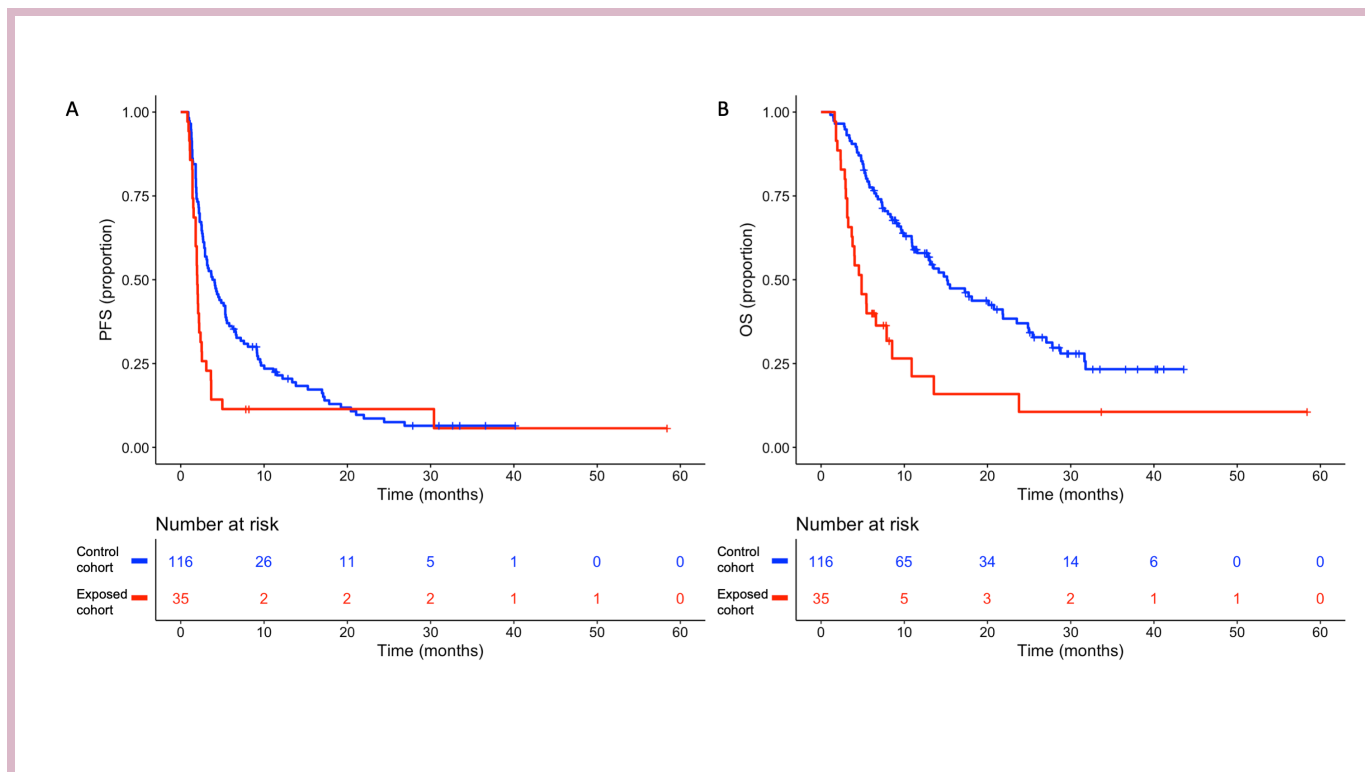 A
PFS (proportion)
1.00
0.75
0.50
0.25
0.00
0 10 20 30 40 50 60
Time (months)
Number at risk
Control cohort 116 26 11 5 1 0 0
Exposed cohort 35 2 2 2 1 1 0
0 10 20 30 40 50 60
Time (months)
B
OS (proportion)
1.00
0.75
0.50
0.25
0.00
0 10 20 30 40 50 60
Time (months)
Number at risk
Control cohort 116 65 34 14 6 0 0
Exposed cohort 35 5 3 2 1 1 0
0 10 20 30 40 50 60
Time (months)